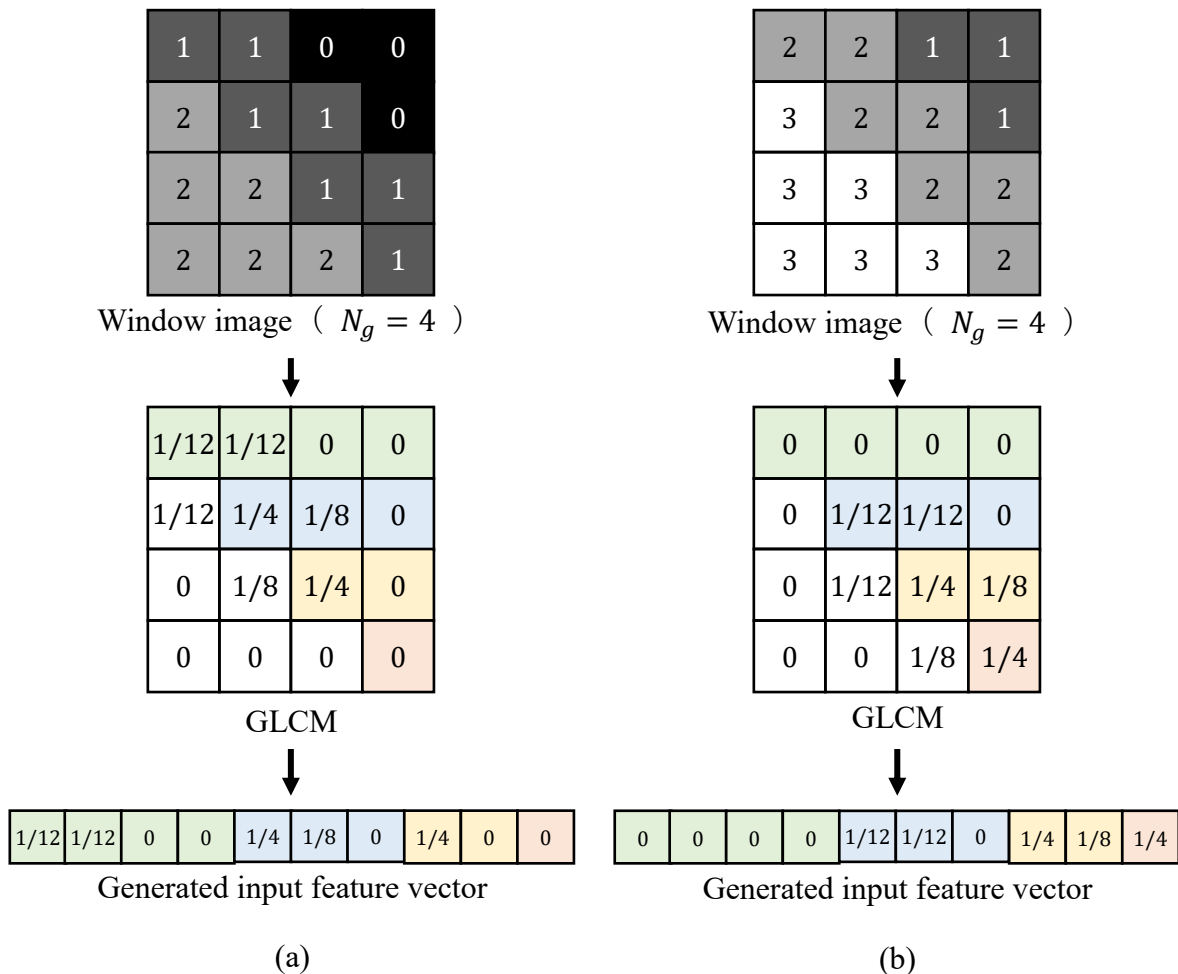 1 1 0 0
2 1 1 0
2 2 1 1
2 2 2 1
Window image ( N_g = 4 )
1/12 1/12 0 0
1/12 1/4 1/8 0
0 1/8 1/4 0
0 0 0 0
GLCM
1/12 1/12 0 0 1/4 1/8 0 1/4 0 0
Generated input feature vector
(a)
2 2 1 1
3 2 2 1
3 3 2 2
3 3 3 2
Window image ( N_g = 4 )
0 0 0 0
0 1/12 1/12 0
0 1/12 1/4 1/8
0 0 1/8 1/4
GLCM
0 0 0 0 1/12 1/12 0 1/4 1/8 1/4
Generated input feature vector
(b)